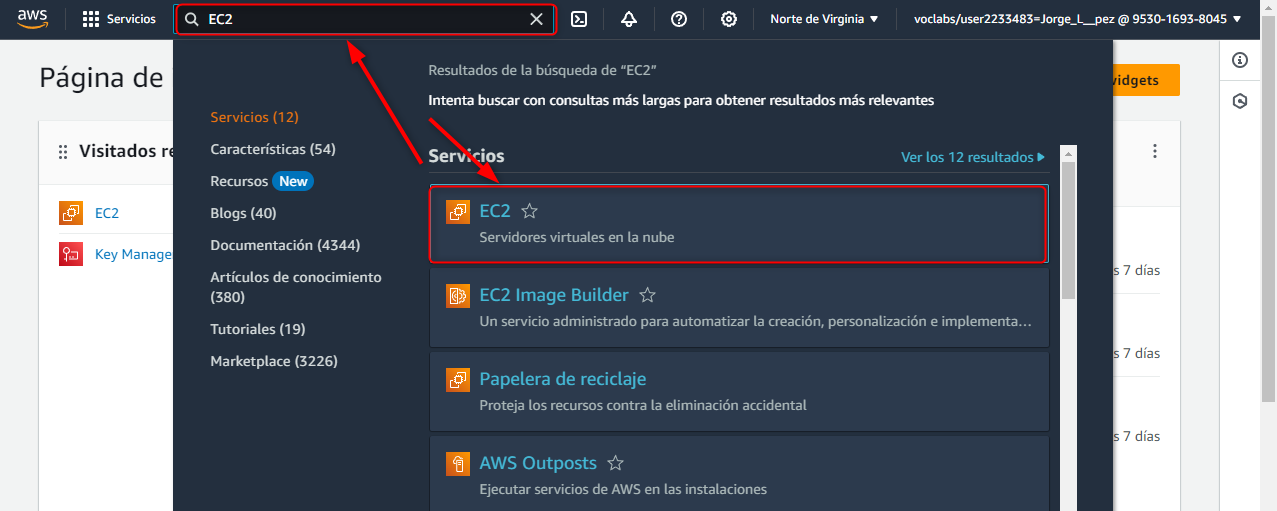 aws
Servicios
EC2
Norte de Virginia
voclabs/user2233483=Jorge_L__pez @ 9530-1693-8045
Página de
widgets
Resultados de la búsqueda de “EC2”
Intenta buscar con consultas más largas para obtener resultados más relevantes
Servicios (12)
Características (54)
Recursos New
Blogs (40)
Documentación (4344)
Artículos de conocimiento
(380)
Tutoriales (19)
Marketplace (3226)
Visitados re
EC2
Key Manage
Servicios
Ver los 12 resultados
EC2
Servidores virtuales en la nube
EC2 Image Builder
Un servicio administrado para automatizar la creación, personalización e implementa…
Papelera de reciclaje
Proteja los recursos contra la eliminación accidental
AWS Outposts
Ejecutar servicios de AWS en las instalaciones
s 7 días
s 7 días
s 7 días